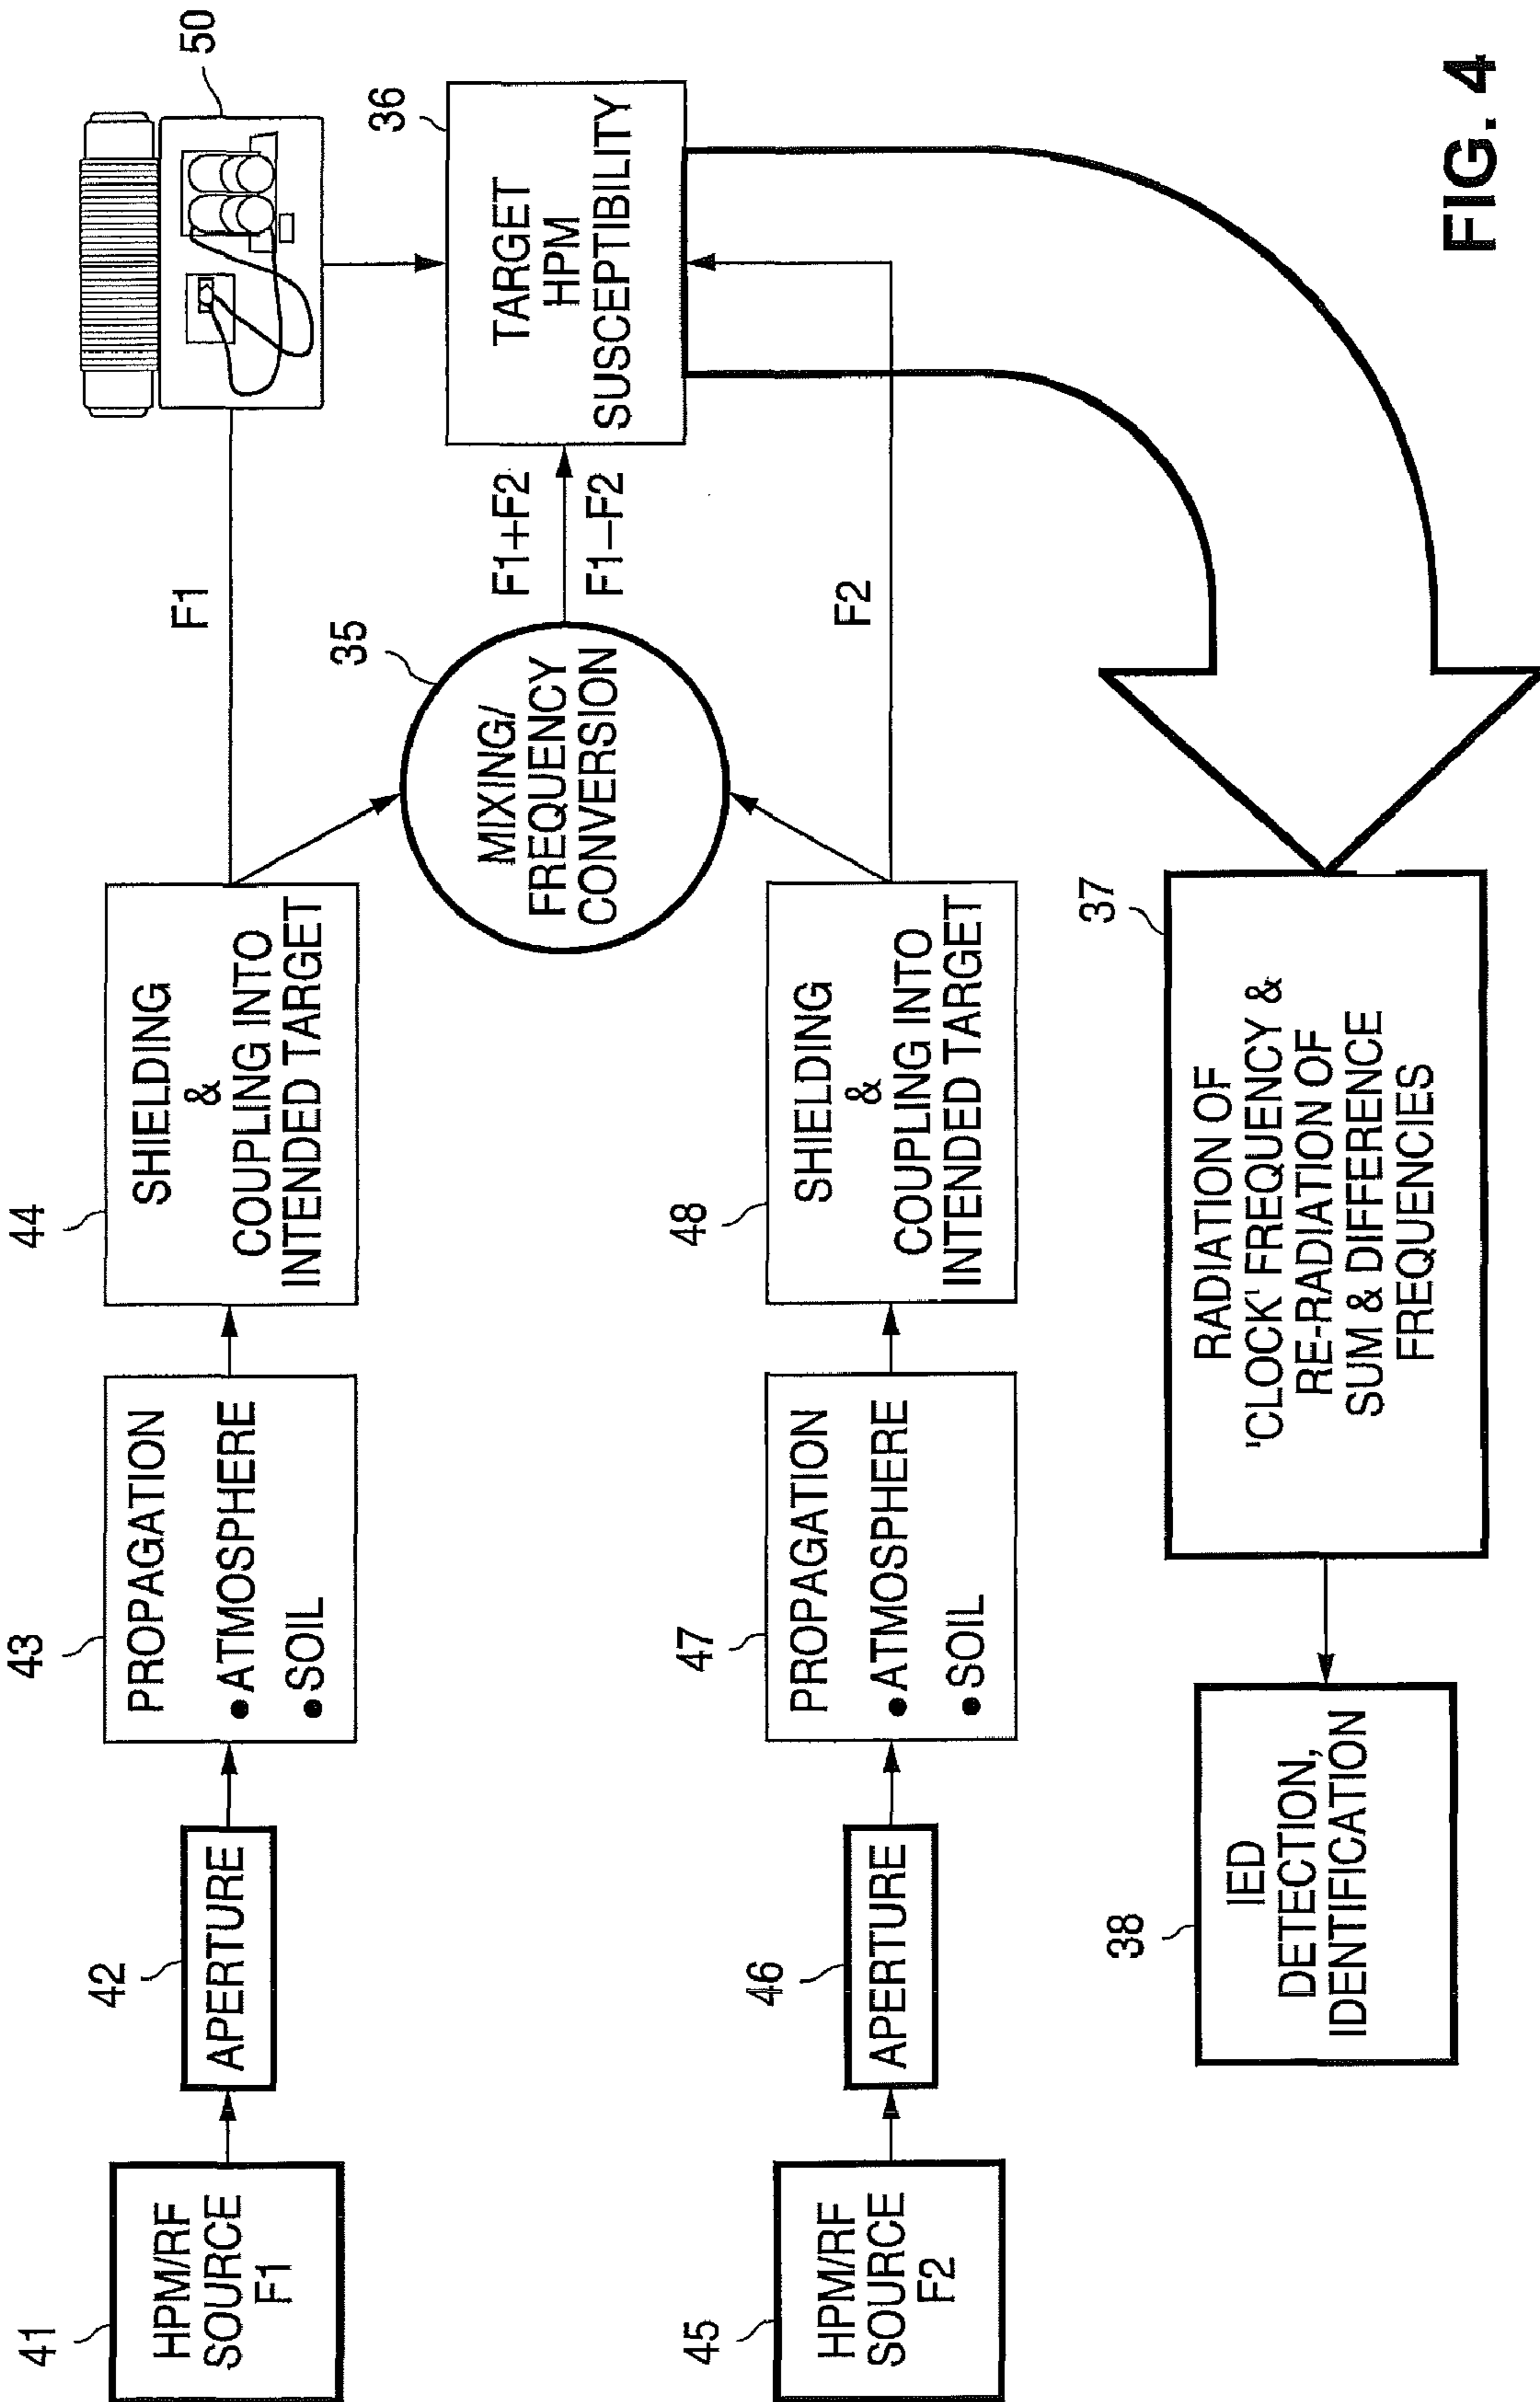 41
HPM/RF
SOURCE
F1
42
APERTURE
43
PROPAGATION
• ATMOSPHERE
• SOIL
44
SHIELDING
&
COUPLING INTO
INTENDED TARGET
F1
50
35
MIXING/
FREQUENCY
CONVERSION
F1+F2
F1−F2
36
TARGET
HPM
SUSCEPTIBILITY
45
HPM/RF
SOURCE
F2
46
APERTURE
47
PROPAGATION
• ATMOSPHERE
• SOIL
48
SHIELDING
&
COUPLING INTO
INTENDED TARGET
F2
38
IED
DETECTION,
IDENTIFICATION
37
RADIATION OF
'CLOCK' FREQUENCY &
RE-RADIATION OF
SUM & DIFFERENCE
FREQUENCIES
FIG. 4